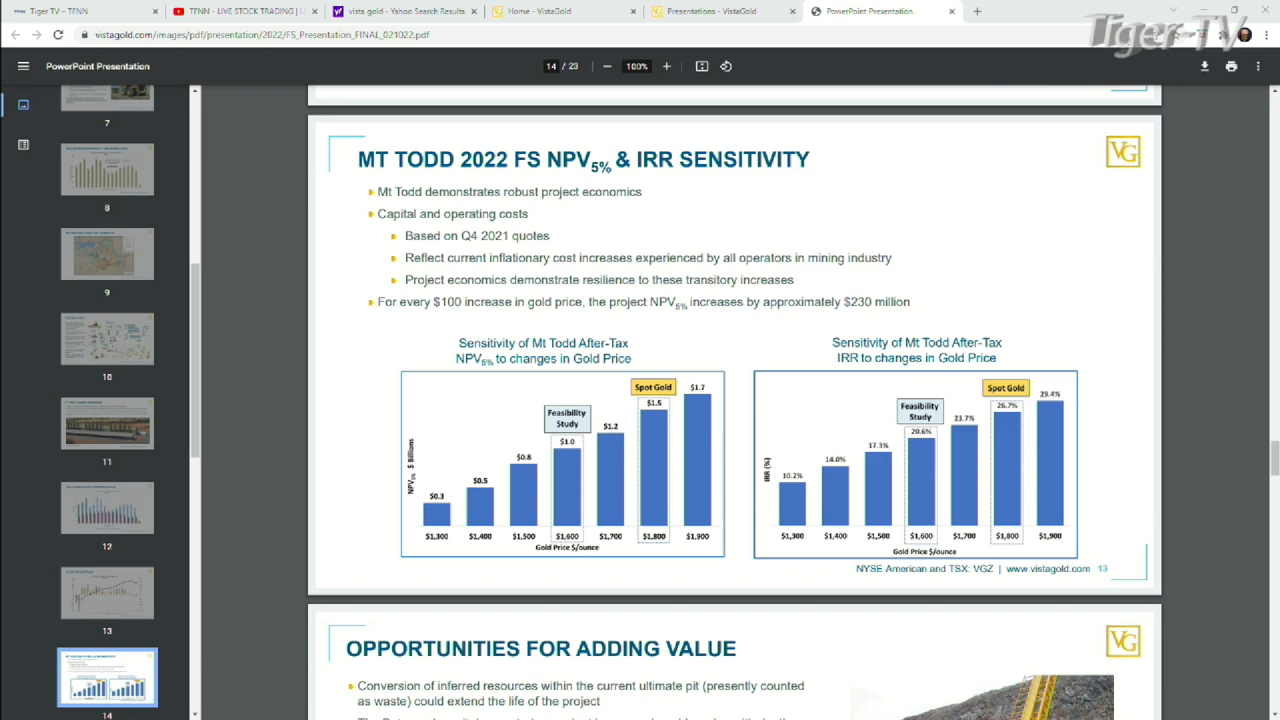 Tiger TV – TFNN
TFNN – LIVE STOCK TRADING | L
vista gold - Yahoo Search Results
Home - VistaGold
Presentations - VistaGold
PowerPoint Presentation
Tiger-TV
vistagold.com/images/pdf/presentation/2022/FS_Presentation_FINAL_021022.pdf
PowerPoint Presentation
14 / 23
100%
7
8
9
10
11
12
13
14
VG
MT TODD 2022 FS NPV5% & IRR SENSITIVITY
Mt Todd demonstrates robust project economics
Capital and operating costs
Based on Q4 2021 quotes
Reflect current inflationary cost increases experienced by all operators in mining industry
Project economics demonstrate resilience to these transitory increases
For every $100 increase in gold price, the project NPV5% increases by approximately $230 million
Sensitivity of Mt Todd After-Tax
NPV5% to changes in Gold Price
NPV5% $ Billions
$0.3
$0.5
$0.8
Feasibility
Study
$1.0
$1.2
Spot Gold
$1.5
$1.7
$1,300 $1,400 $1,500 $1,600 $1,700 $1,800 $1,900
Gold Price $/ounce
Sensitivity of Mt Todd After-Tax
IRR to changes in Gold Price
IRR (%)
10.2%
14.0%
17.3%
Feasibility
Study
20.6%
23.7%
Spot Gold
26.7%
29.4%
$1,300 $1,400 $1,500 $1,600 $1,700 $1,800 $1,900
Gold Price $/ounce
NYSE American and TSX: VGZ | www.vistagold.com 13
VG
OPPORTUNITIES FOR ADDING VALUE
Conversion of inferred resources within the current ultimate pit (presently counted
as waste) could extend the life of the project